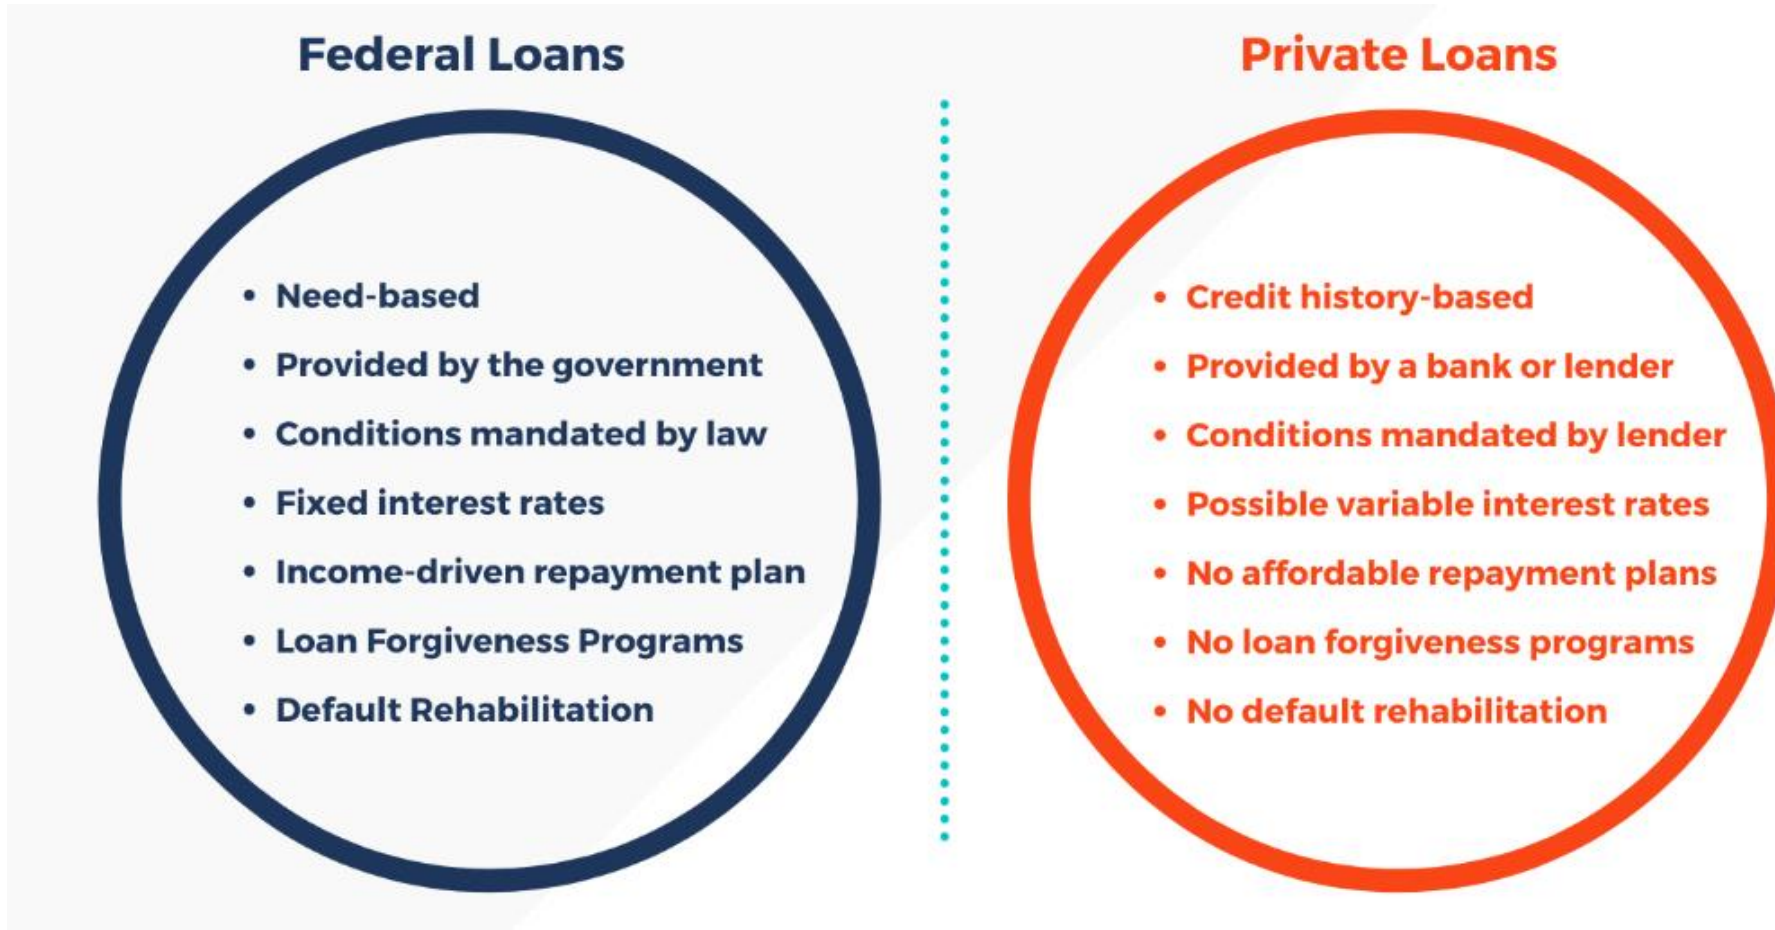 Federal Loans
• Need-based
• Provided by the government
• Conditions mandated by law
• Fixed interest rates
• Income-driven repayment plan
• Loan Forgiveness Programs
• Default Rehabilitation
Private Loans
• Credit history-based
• Provided by a bank or lender
• Conditions mandated by lender
• Possible variable interest rates
• No affordable repayment plans
• No loan forgiveness programs
• No default rehabilitation